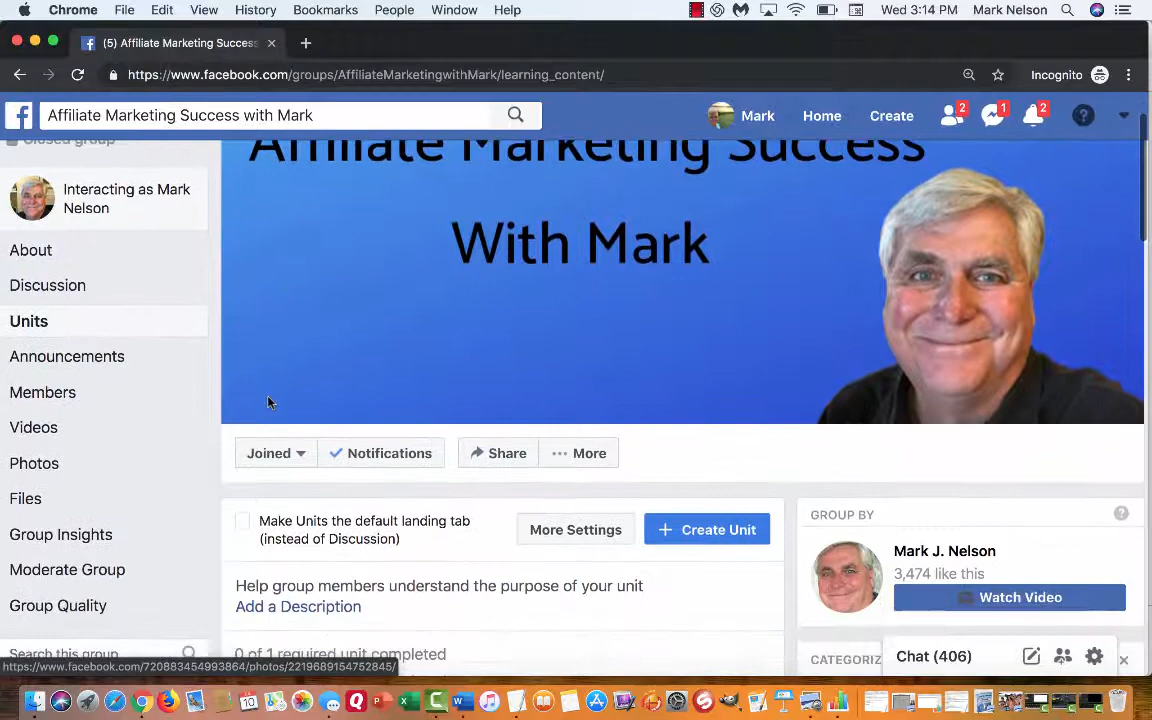 Chrome File Edit View History Bookmarks People Window Help Wed 3:14 PM Mark Nelson
(5) Affiliate Marketing Success
https://www.facebook.com/groups/AffiliateMarketingwithMark/learning_content/ Incognito
Affiliate Marketing Success with Mark Mark Home Create 2 1 2
Closed group
Interacting as Mark
Nelson
About
Discussion
Units
Announcements
Members
Videos
Photos
Files
Group Insights
Moderate Group
Group Quality
Search this group
Affiliate Marketing Success
With Mark
Joined Notifications Share More
Make Units the default landing tab
(instead of Discussion)
More Settings + Create Unit
Help group members understand the purpose of your unit
Add a Description
0 of 1 required unit completed
GROUP BY
Mark J. Nelson
3,474 like this
Watch Video
CATEGORIZ
Chat (406)
https://www.facebook.com/720883454993864/photos/2219689154752845/